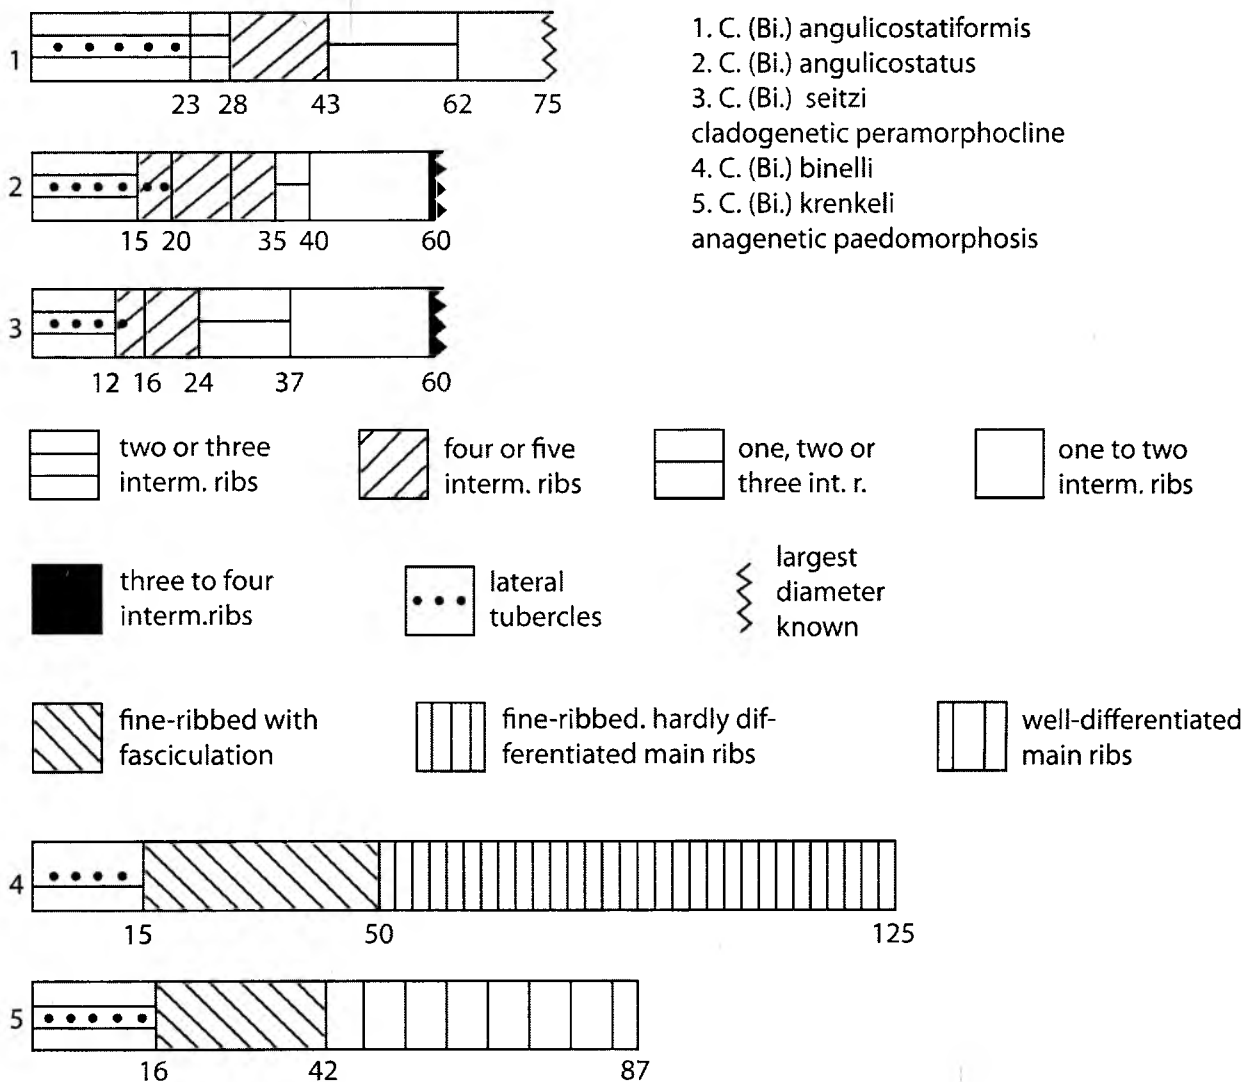 1
23 28 43 62 75
1. C. (Bi.) angulicostatiformis
2. C. (Bi.) angulicostatus
3. C. (Bi.) seitzi
cladogenetic peramorphocline
4. C. (Bi.) binelli
5. C. (Bi.) krenkeli
anagenetic paedomorphosis
2
15 20 35 40 60
3
12 16 24 37 60
two or three
interm. ribs
four or five
interm. ribs
one, two or
three int. r.
one to two
interm. ribs
three to four
interm.ribs
lateral
tubercles
largest
diameter
known
fine-ribbed with
fasciculation
fine-ribbed. hardly dif-
ferentiated main ribs
well-differentiated
main ribs
4
15 50 125
5
16 42 87